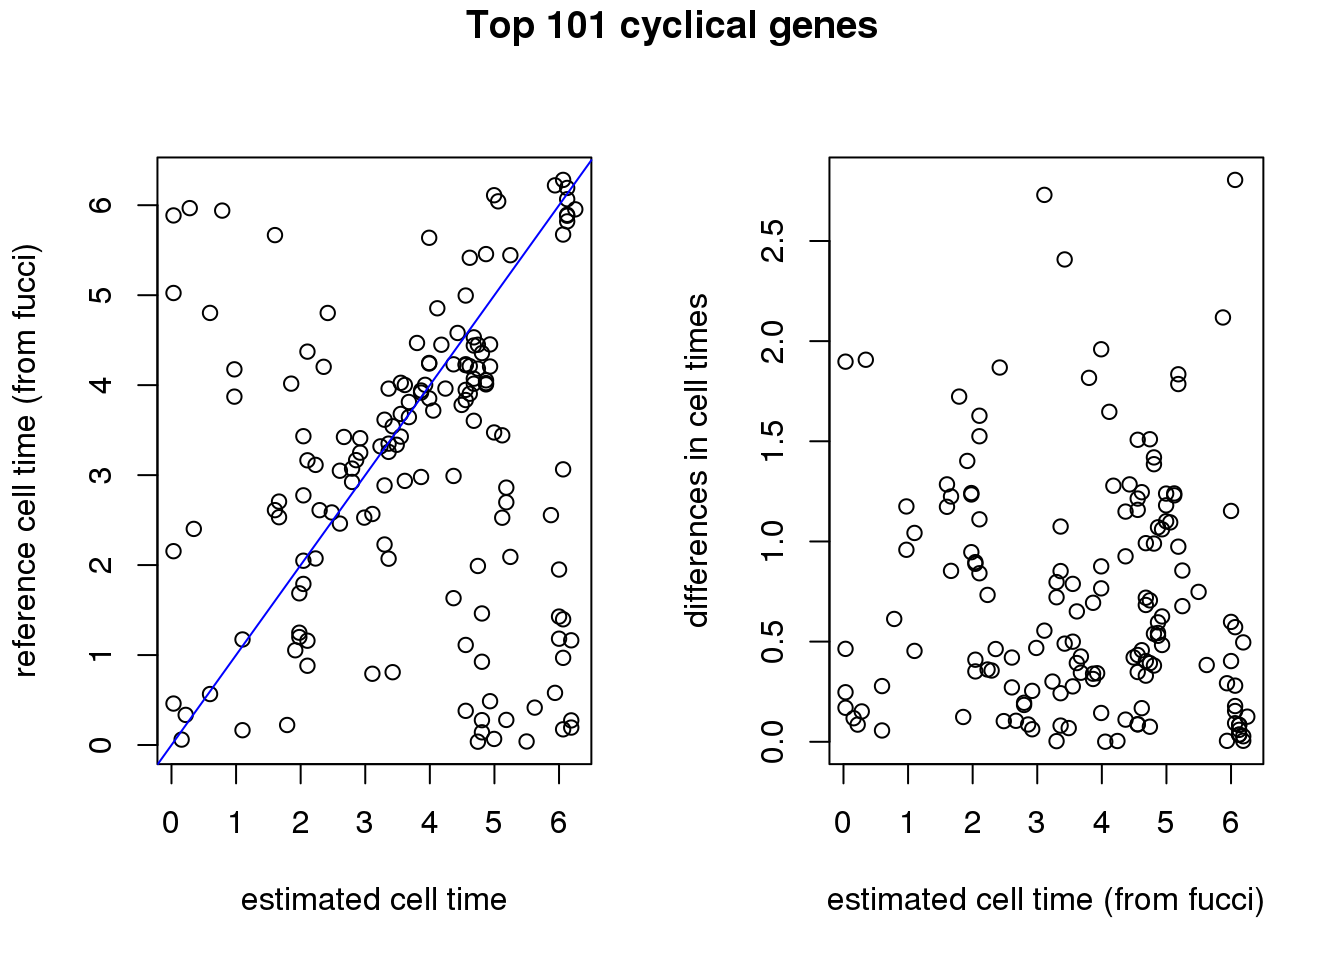 Top 101 cyclical genes
reference cell time (from fucci)
0 1 2 3 4 5 6
0 1 2 3 4 5 6
estimated cell time
differences in cell times
0.0 0.5 1.0 1.5 2.0 2.5
0 1 2 3 4 5 6
estimated cell time (from fucci)